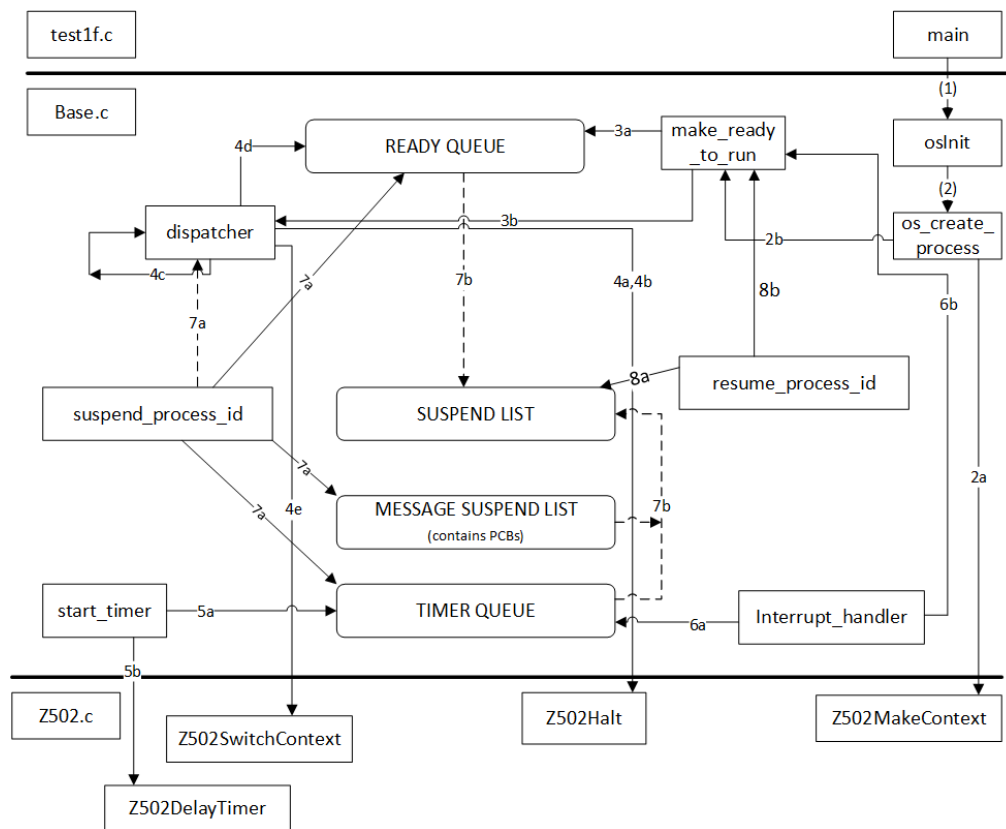 test1f.c
main
(1)
Base.c
READY QUEUE
3a
make_ready
_to_run
osInit
4d
(2)
dispatcher
3b
2b
os_create_
process
4c
7a
7b
4a,4b
8b
6b
7a
8a
resume_process_id
suspend_process_id
SUSPEND LIST
7a
2a
7a
4e
MESSAGE SUSPEND LIST
(contains PCBs)
7b
start_timer
5a
TIMER QUEUE
6a
Interrupt_handler
5b
Z502.c
Z502SwitchContext
Z502Halt
Z502MakeContext
Z502DelayTimer